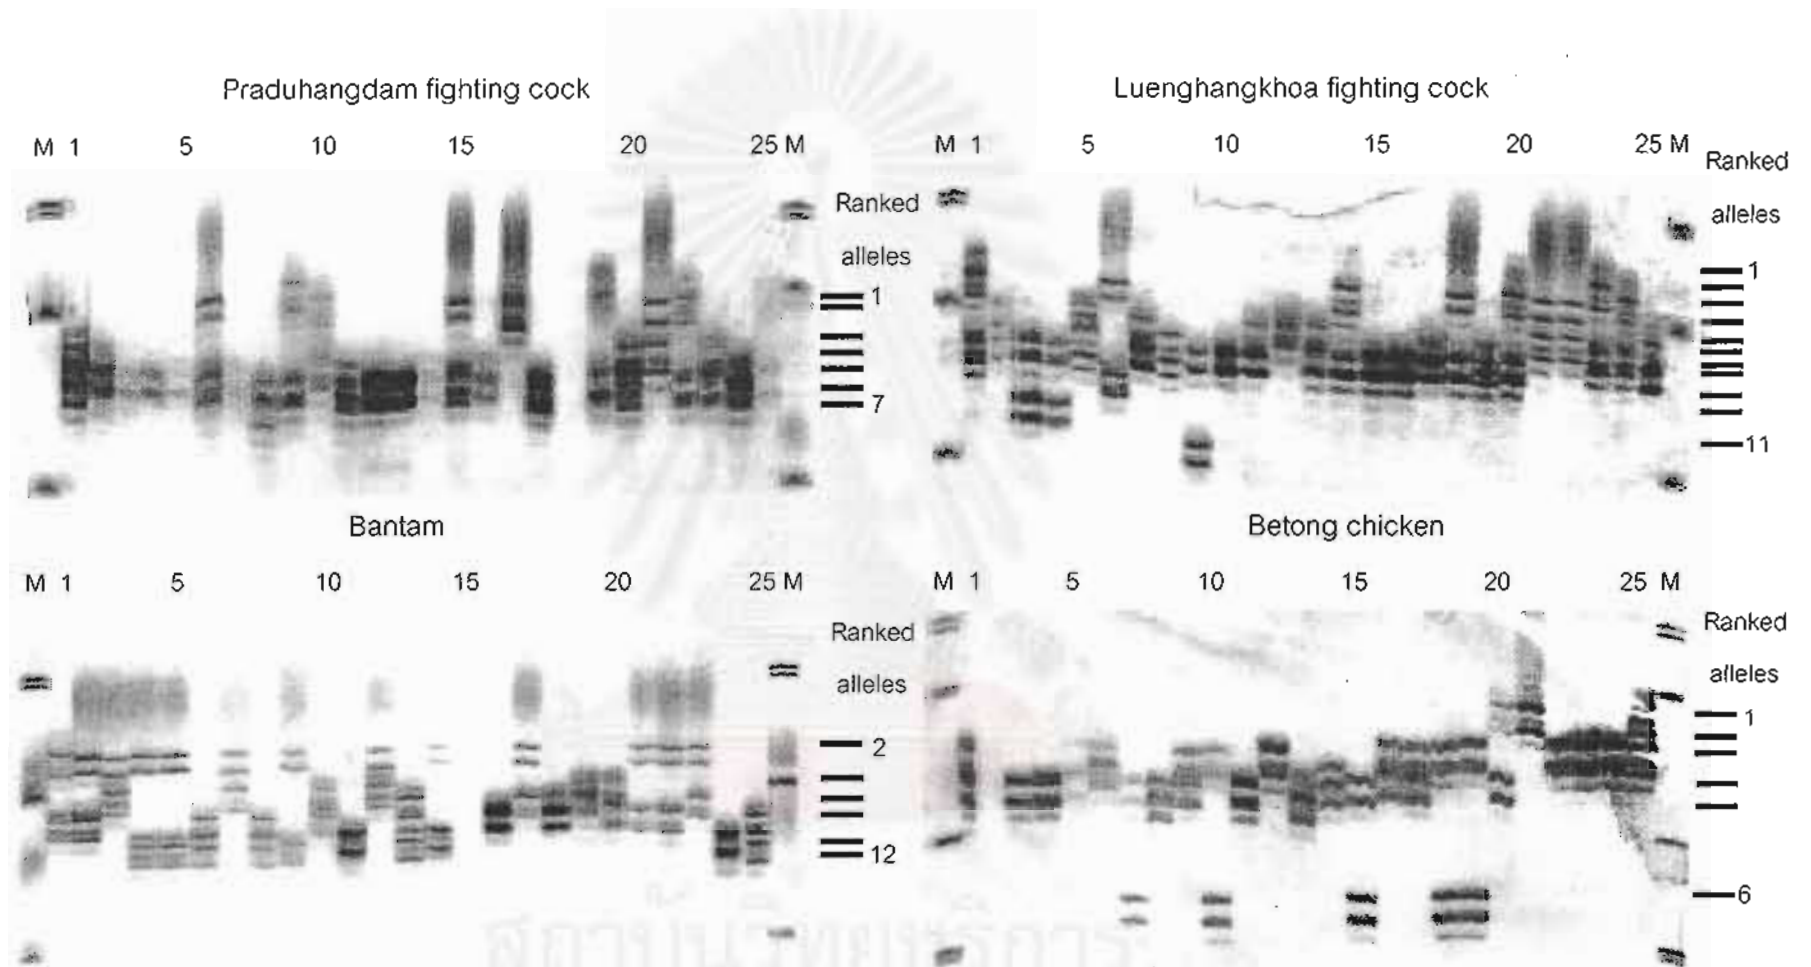 Praduhangdam fighting cock
M 1 5 10 15 20 25 M
Ranked
alleles
1
7
Luenghangkhoa fighting cock
M 1 5 10 15 20 25 M
Ranked
alleles
1
11
Bantam
M 1 5 10 15 20 25 M
Ranked
alleles
2
12
Betong chicken
M 1 5 10 15 20 25 M
Ranked
alleles
1
6